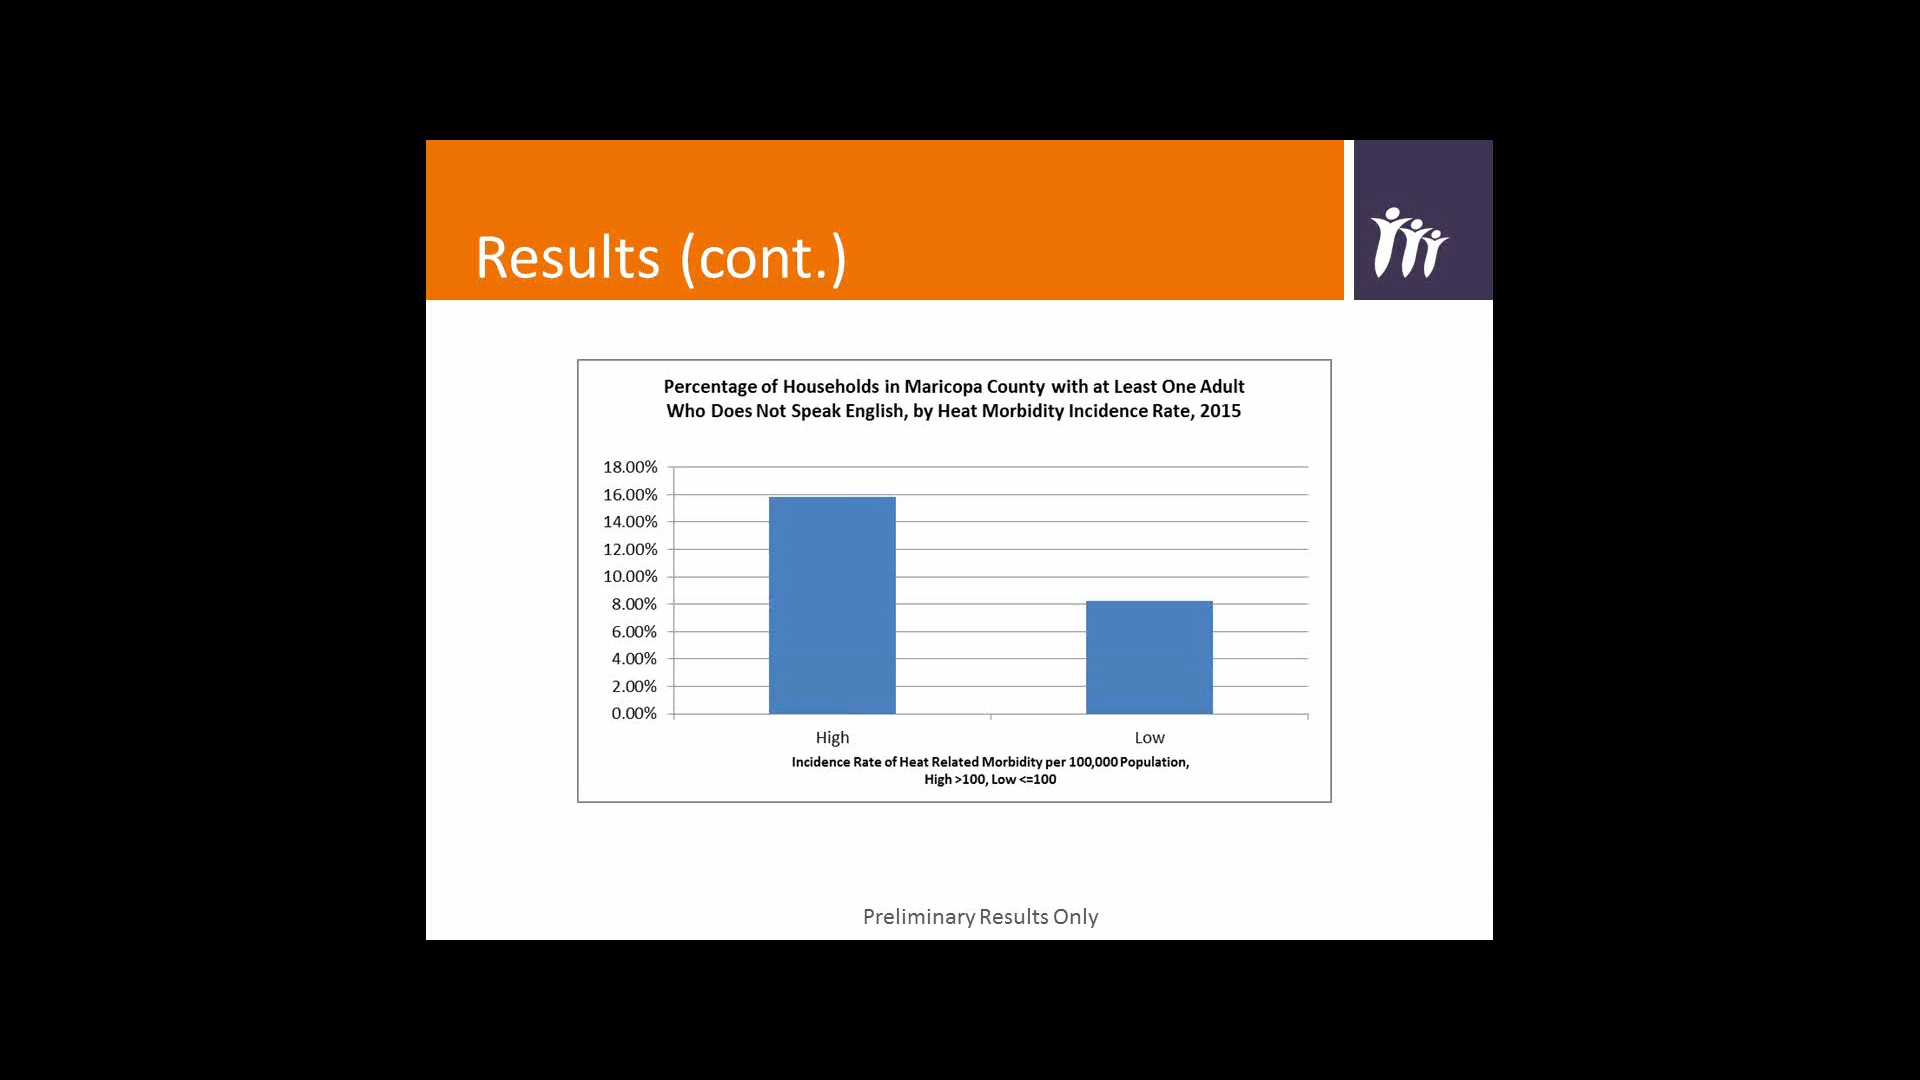 Results (cont.)
Percentage of Households in Maricopa County with at Least One Adult
Who Does Not Speak English, by Heat Morbidity Incidence Rate, 2015
18.00%
16.00%
14.00%
12.00%
10.00%
8.00%
6.00%
4.00%
2.00%
0.00%
High
Low
Incidence Rate of Heat Related Morbidity per 100,000 Population,
High >100, Low <=100
Preliminary Results Only